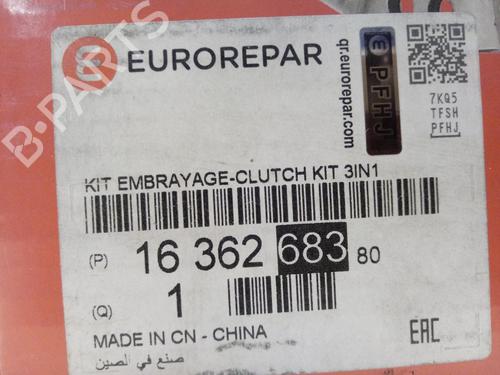 EUROREPAR
qr.eurorepar.com
PFHJ
7KQ5
TFSH
PFHJ
KIT EMBRAYAGE-CLUTCH KIT 3IN1
(P) 16 362 683 80
(Q) 1
MADE IN CN - CHINA
صنع في الصين
EAC
B-PARTS